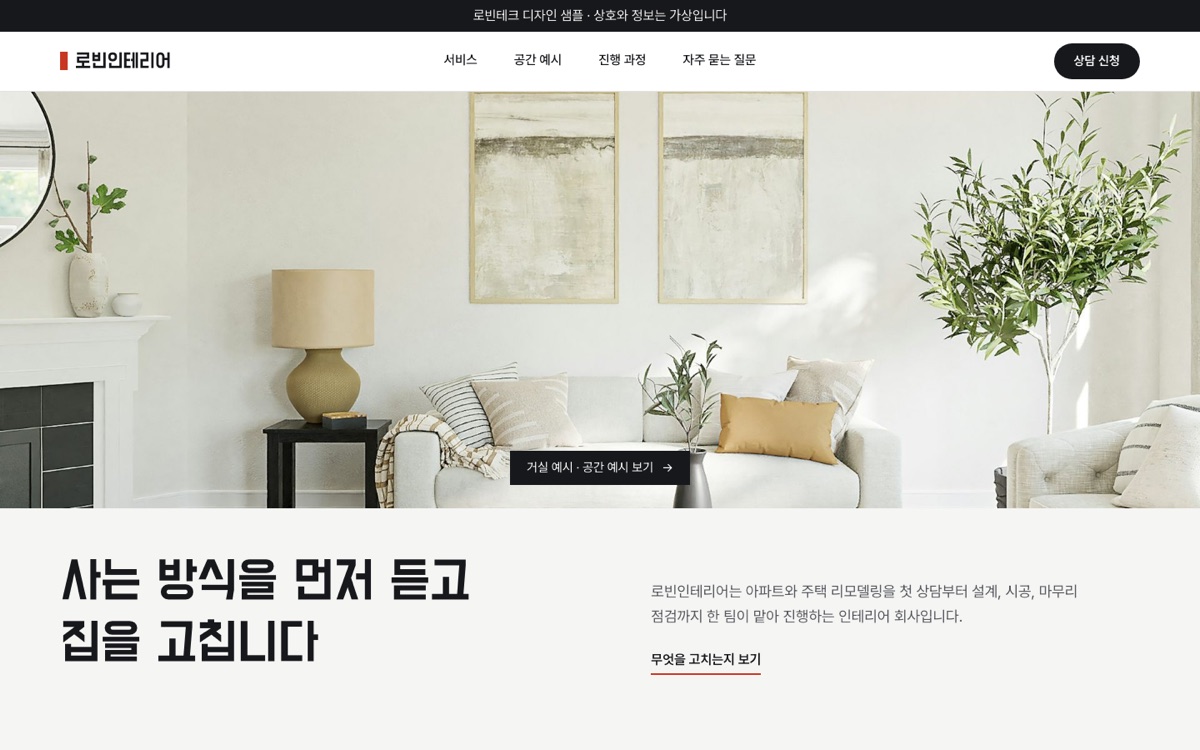 로빈테크 디자인 샘플 · 상호와 정보는 가상입니다
로빈인테리어
서비스
공간 예시
진행 과정
자주 묻는 질문
상담 신청
거실 예시 · 공간 예시 보기 →
사는 방식을 먼저 듣고
집을 고칩니다
로빈인테리어는 아파트와 주택 리모델링을 첫 상담부터 설계, 시공, 마무리
점검까지 한 팀이 맡아 진행하는 인테리어 회사입니다.
무엇을 고치는지 보기